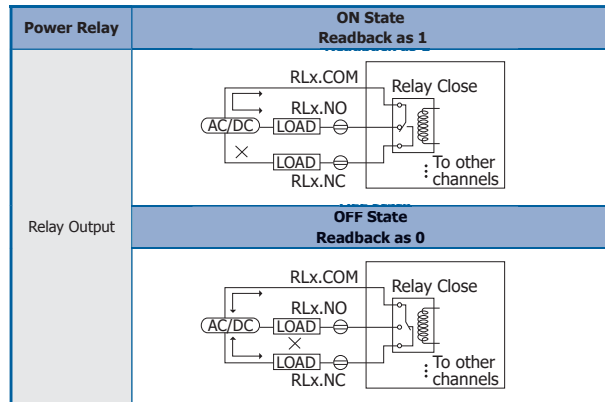 Power Relay
ON State
Readback as 1
Relay Output
RLx.COM
Relay Close
RLx.NO
AC/DC
LOAD
LOAD
RLx.NC
To other
channels
OFF State
Readback as 0
RLx.COM
Relay Close
RLx.NO
AC/DC
LOAD
LOAD
RLx.NC
To other
channels